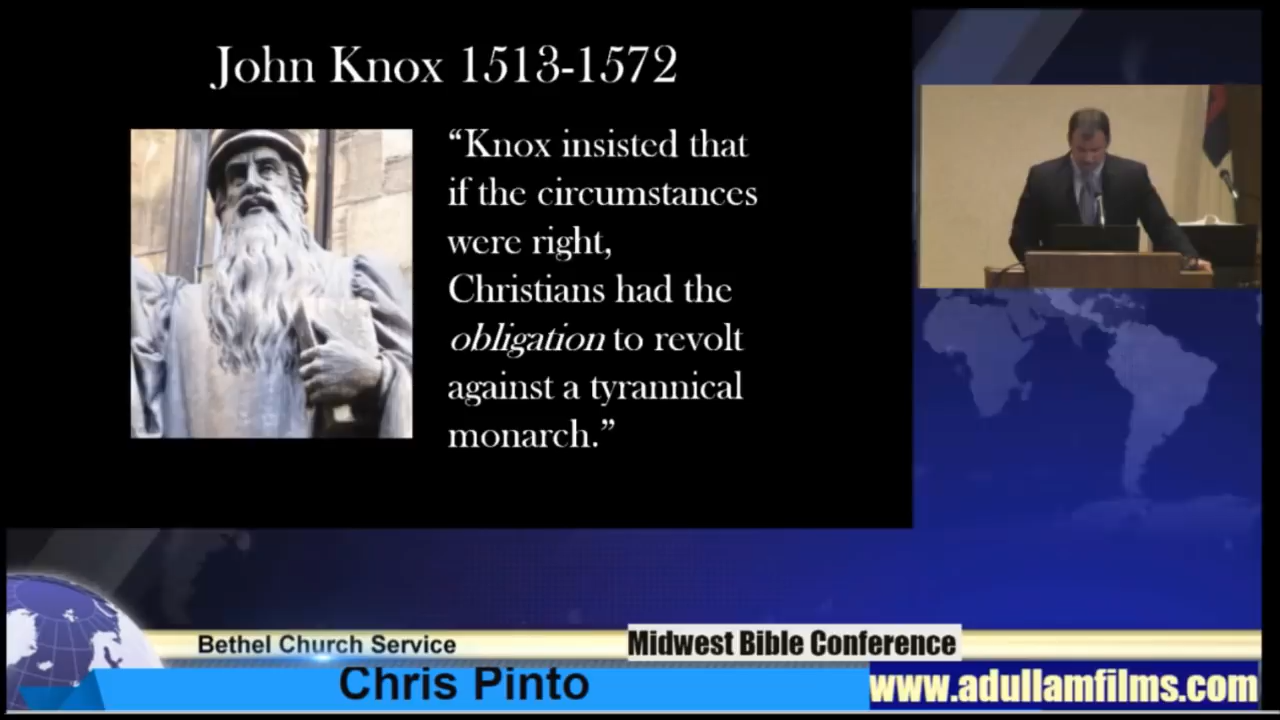 John Knox 1513-1572
“Knox insisted that
if the circumstances
were right,
Christians had the
obligation to revolt
against a tyrannical
monarch.”
Bethel Church Service
Midwest Bible Conference
Chris Pinto
www.adullamfilms.com